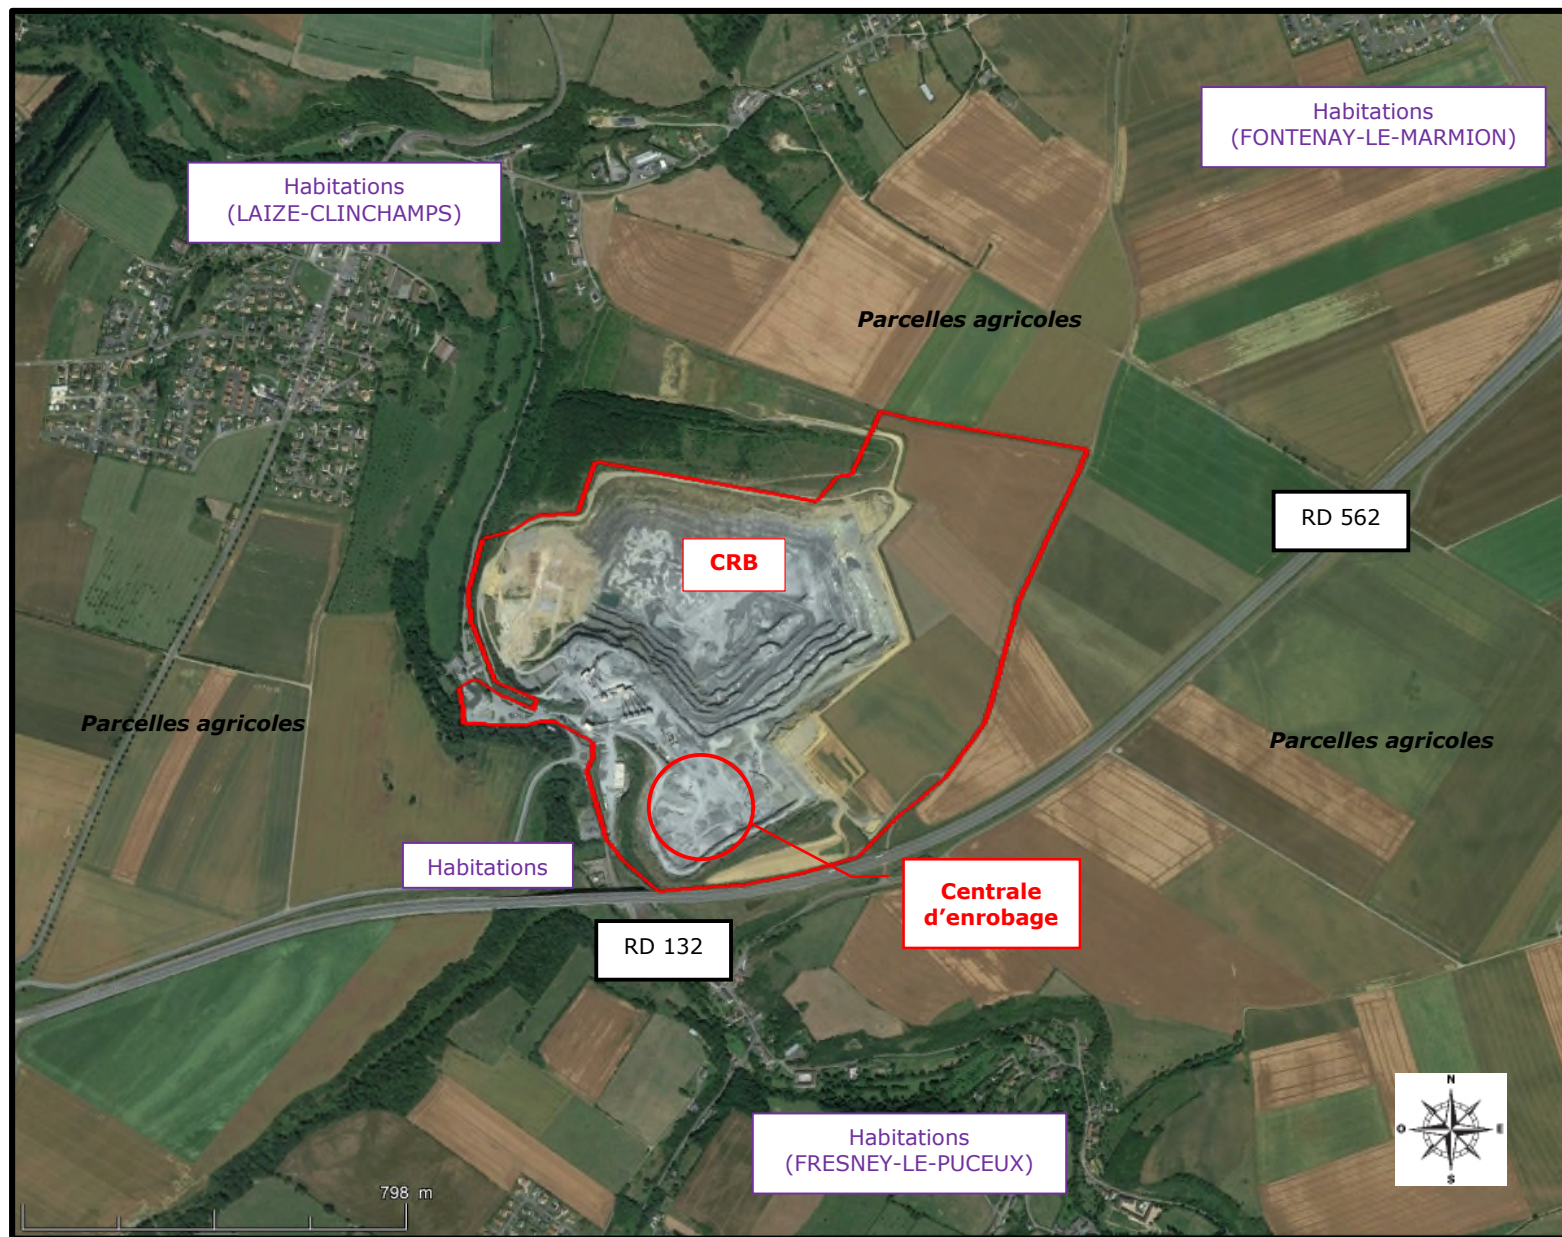 Habitations
(FONTENAY-LE-MARMION)
Habitations
(LAIZE-CLINCHAMPS)
Parcelles agricoles
RD 562
CRB
Parcelles agricoles
Parcelles agricoles
Habitations
Centrale
d'enrobage
RD 132
Habitations
(FRESNEY-LE-PUCEUX)
N
O
E
S
798 m